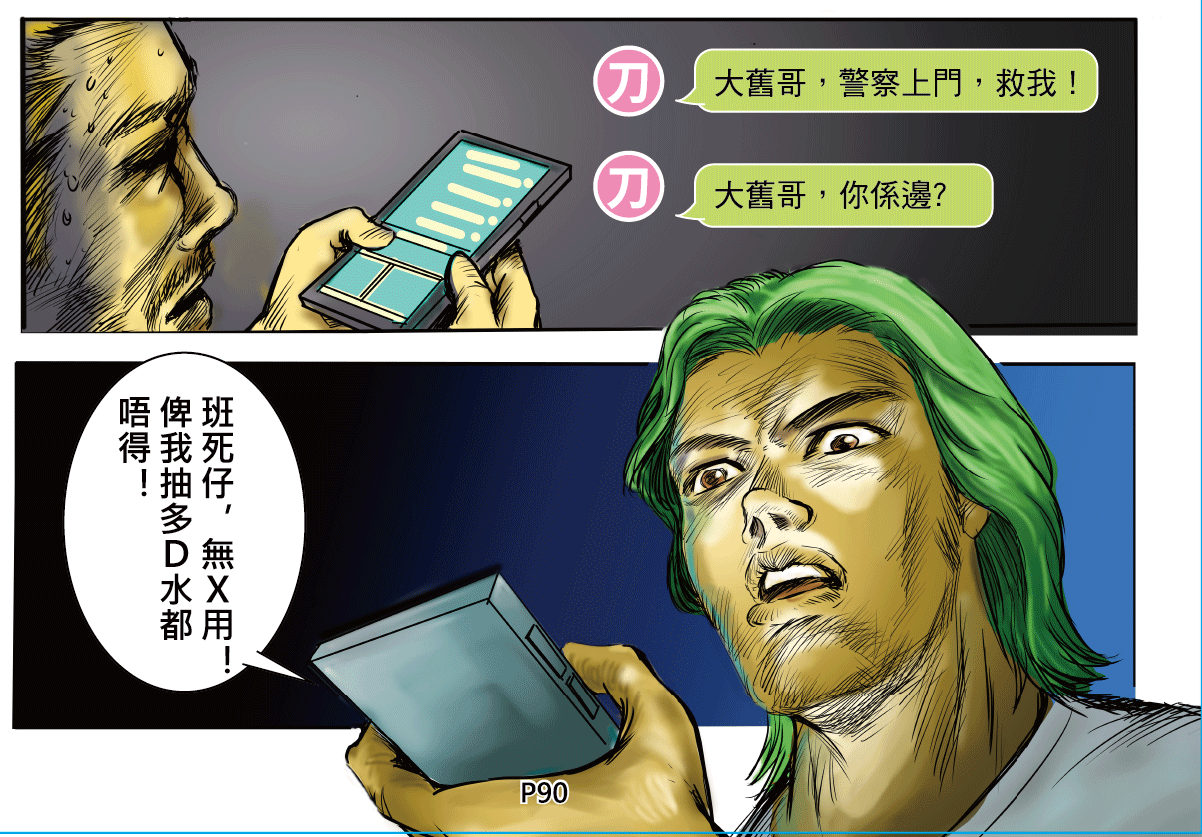 刀
大舊哥，警察上門，救我！
刀
大舊哥，你係邊?
班死仔，無X用！
俾我抽多D水都
唔得！
P90